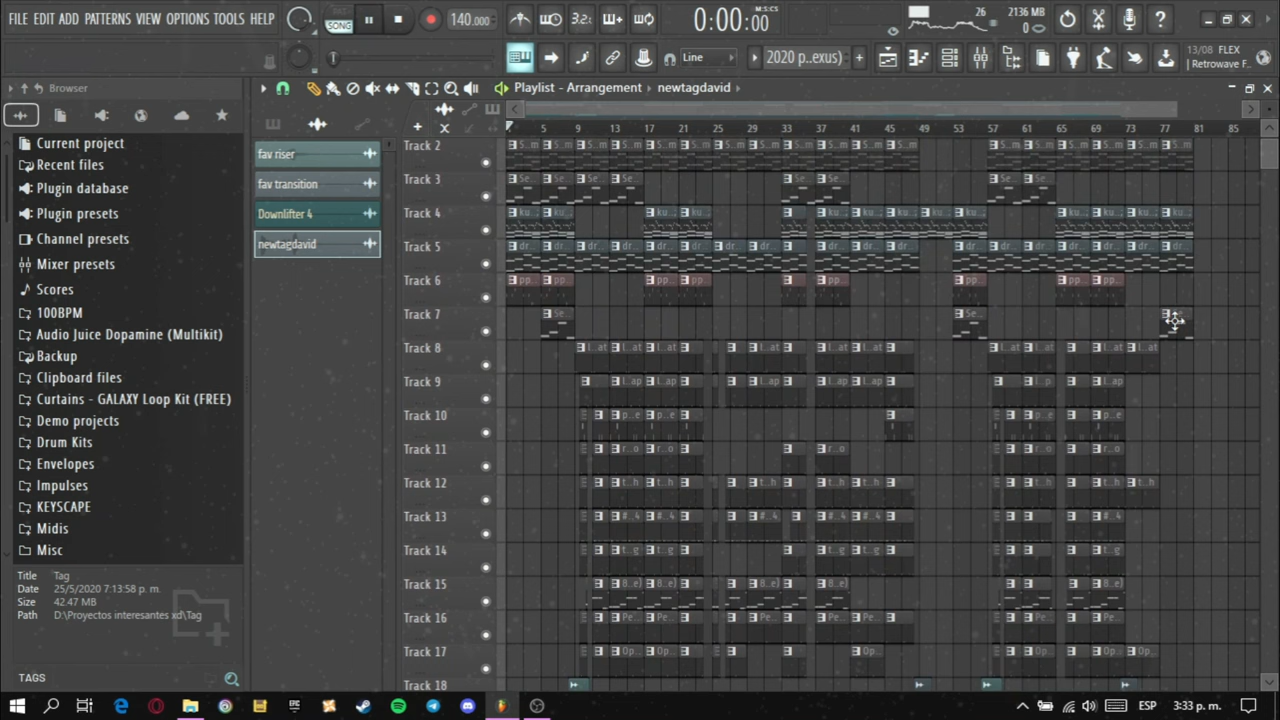 FILE EDIT ADD PATTERNS VIEW OPTIONS TOOLS HELP
PAT
SONG
140.000
3.2
0:00:00
M:S:CS
26
2136 MB
0
Line
2020 p..exus)
13/08 FLEX
Retrowave F..
Browser
Playlist - Arrangement
newtagdavid
Current project
Recent files
Plugin database
Plugin presets
Channel presets
Mixer presets
Scores
100BPM
Audio Juice Dopamine (Multikit)
Backup
Clipboard files
Curtains - GALAXY Loop Kit (FREE)
Demo projects
Drum Kits
Envelopes
Impulses
KEYSCAPE
Midis
Misc
Title Tag
Date 25/5/2020 7:13:58 p. m.
Size 42.47 MB
Path D:\Proyectos interesantes xd\Tag
TAGS
fav riser
fav transition
Downlifter 4
newtagdavid
5 9 13 17 21 25 29 33 37 41 45 49 53 57 61 65 69 73 77 81 85
Track 2
Track 3
Track 4
Track 5
Track 6
Track 7
Track 8
Track 9
Track 10
Track 11
Track 12
Track 13
Track 14
Track 15
Track 16
Track 17
Track 18
ESP
3:33 p. m.